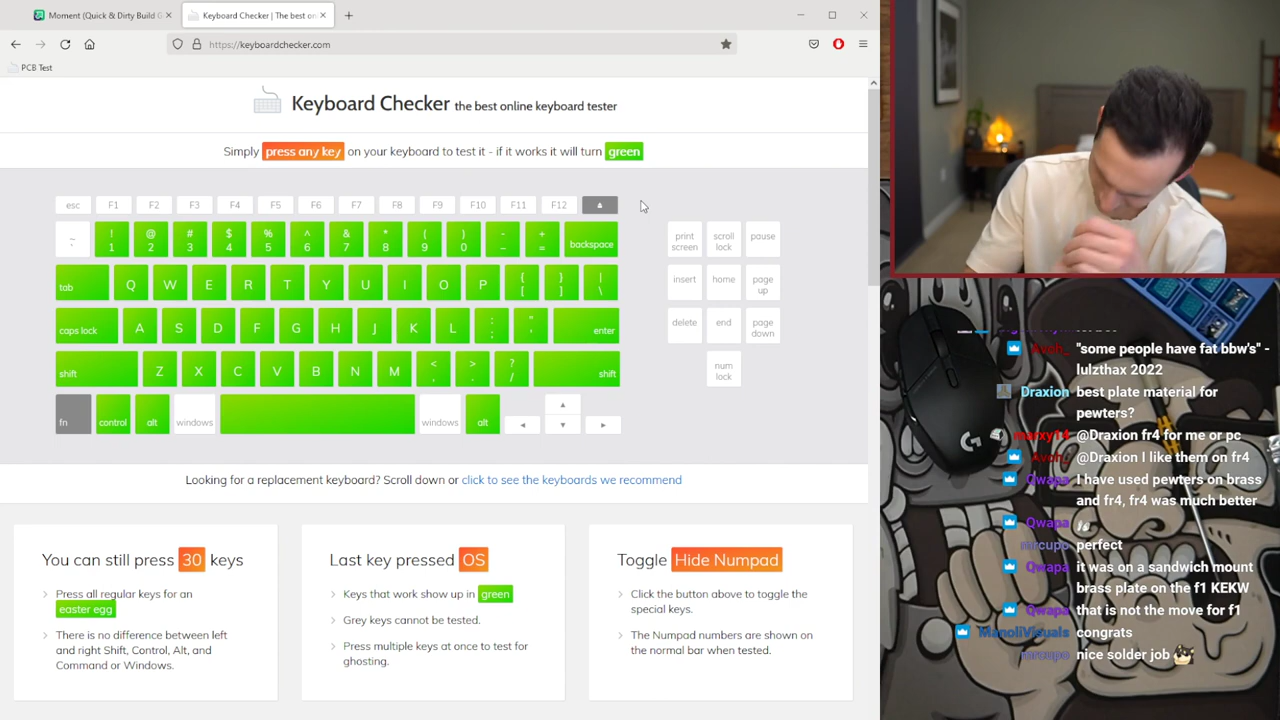 Moment (Quick & Dirty Build G
Keyboard Checker | The best on
https://keyboardchecker.com
PCB Test
Keyboard Checker the best online keyboard tester
Simply press any key on your keyboard to test it - if it works it will turn green
esc F1 F2 F3 F4 F5 F6 F7 F8 F9 F10 F11 F12
~ ! @ # $ % ^ & * ( ) - +
` 1 2 3 4 5 6 7 8 9 0 _ = backspace
print screen
scroll lock
pause
tab Q W E R T Y U I O P { [ } ] | \
insert home page up
caps lock A S D F G H J K L : ; " ' enter
delete end page down
shift Z X C V B N M < , > . ? / shift
num lock
fn control alt windows windows alt
Looking for a replacement keyboard? Scroll down or click to see the keyboards we recommend
You can still press 30 keys
Press all regular keys for an
easter egg
There is no difference between left
and right Shift, Control, Alt, and
Command or Windows.
Last key pressed OS
Keys that work show up in green
Grey keys cannot be tested.
Press multiple keys at once to test for
ghosting.
Toggle Hide Numpad
Click the button above to toggle the
special keys.
The Numpad numbers are shown on
the normal bar when tested.
Avoh_ "some people have fat bbw's" -
lulzthax 2022
Draxion best plate material for
pewters?
marxy14 @Draxion fr4 for me or pc
Avoh_ @Draxion I like them on fr4
Qwapa I have used pewters on brass
and fr4, fr4 was much better
Qwapa
mrcupo perfect
Qwapa it was on a sandwich mount
brass plate on the f1 KEKW
Qwapa that is not the move for f1
ManoliVisuals congrats
mrcupo nice solder job
G